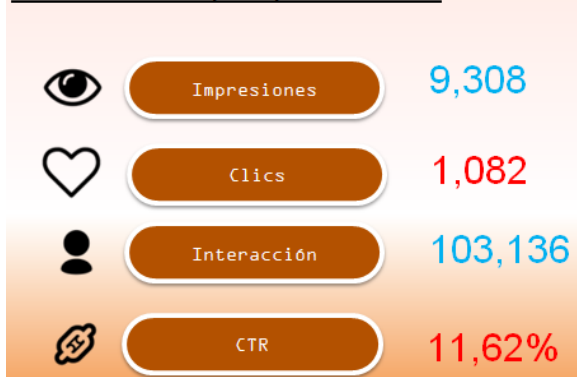 Impresiones 9,308
Clics 1,082
Interacción 103,136
CTR 11,62%